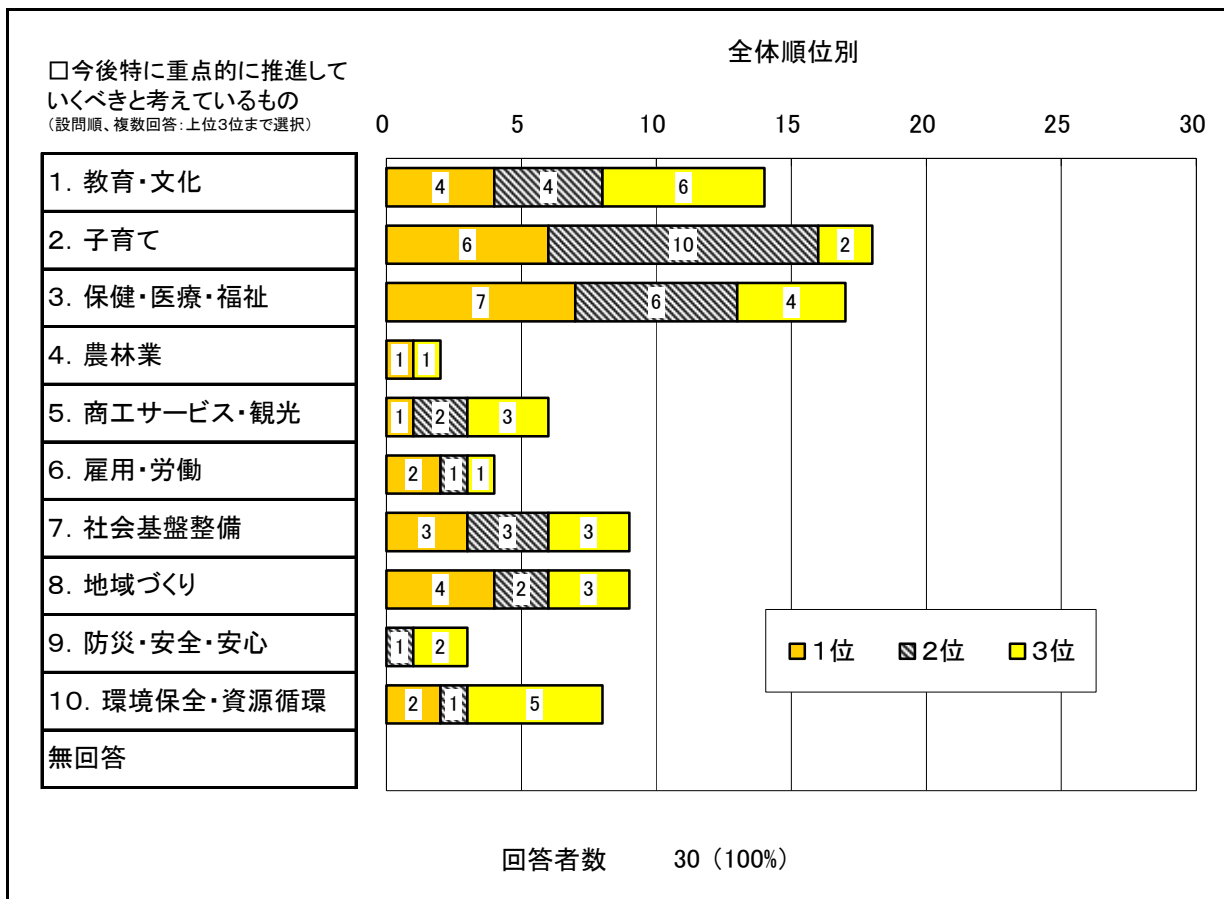 全体順位別
□今後特に重点的に推進して
いくべきと考えているもの
（設問順、複数回答：上位3位まで選択）
0 5 10 15 20 25 30
1．教育・文化 4 4 6
2．子育て 6 10 2
3．保健・医療・福祉 7 6 4
4．農林業 1 1
5．商工サービス・観光 1 2 3
6．雇用・労働 2 1 1
7．社会基盤整備 3 3 3
8．地域づくり 4 2 3
9．防災・安全・安心 1 2
10．環境保全・資源循環 2 1 5
無回答
1位 2位 3位
回答者数 30（100%）